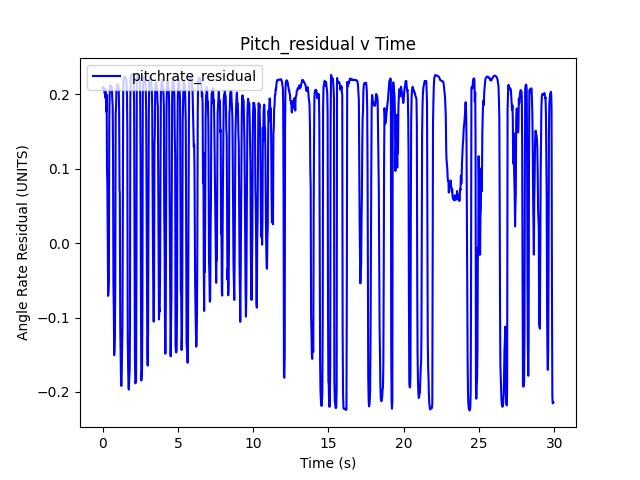 Pitch_residual v Time
pitchrate_residual
Angle Rate Residual (UNITS)
0.2
0.1
0.0
−0.1
−0.2
0 5 10 15 20 25 30
Time (s)